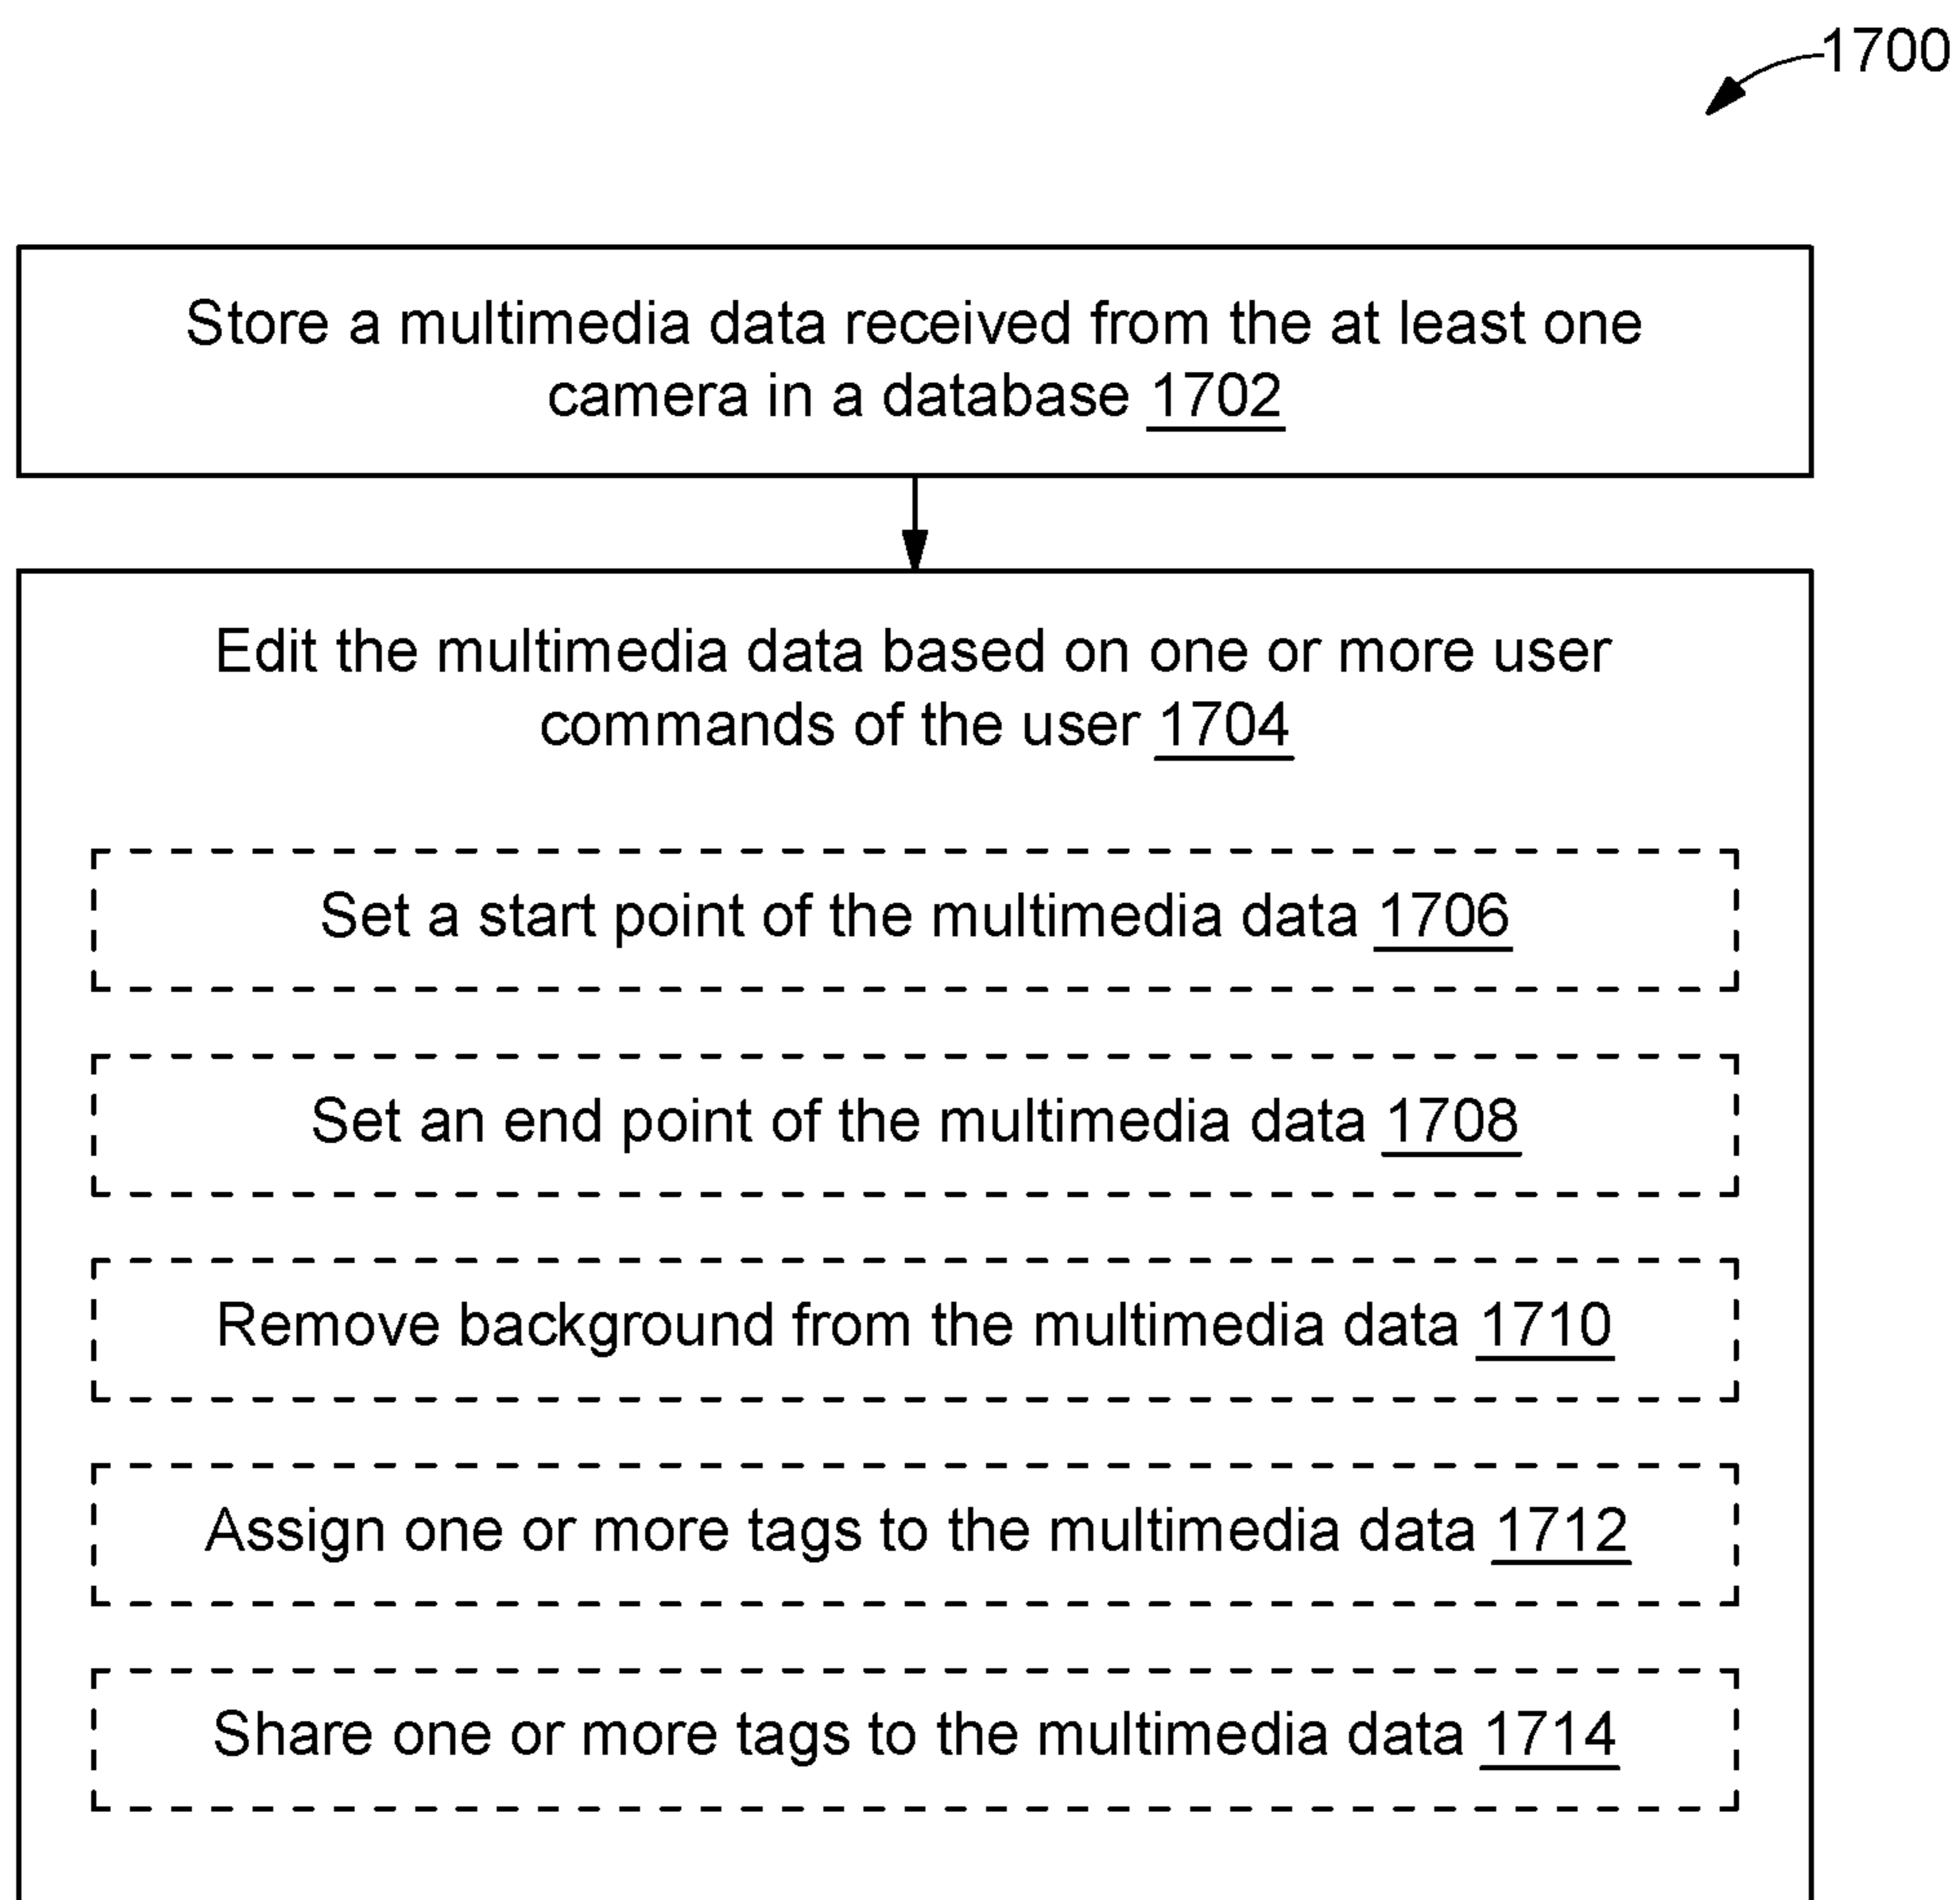 1700
Store a multimedia data received from the at least one
camera in a database 1702
Edit the multimedia data based on one or more user
commands of the user 1704
Set a start point of the multimedia data 1706
Set an end point of the multimedia data 1708
Remove background from the multimedia data 1710
Assign one or more tags to the multimedia data 1712
Share one or more tags to the multimedia data 1714